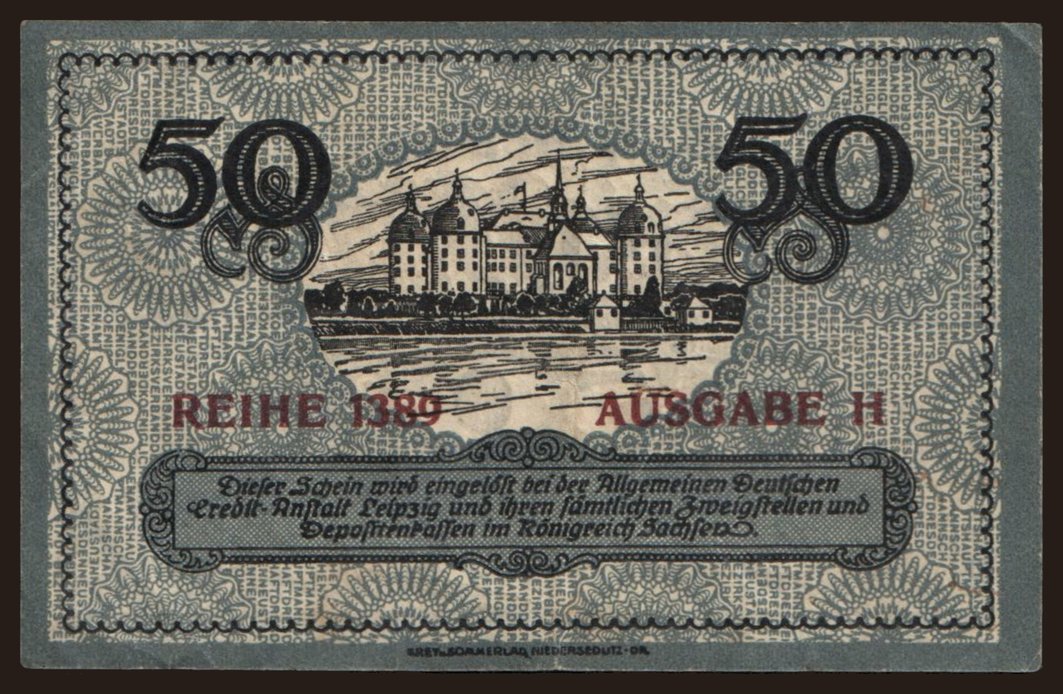 50 50
REIHE 1389 AUSGABE H
Dieser Schein wird eingelöst bei der Allgemeinen Deutschen
Credit-Anstalt Leipzig und ihren sämtlichen Zweigstellen und
Depositenkassen im Königreich Sachsen.
NIEDERSEDLITZ-DR.